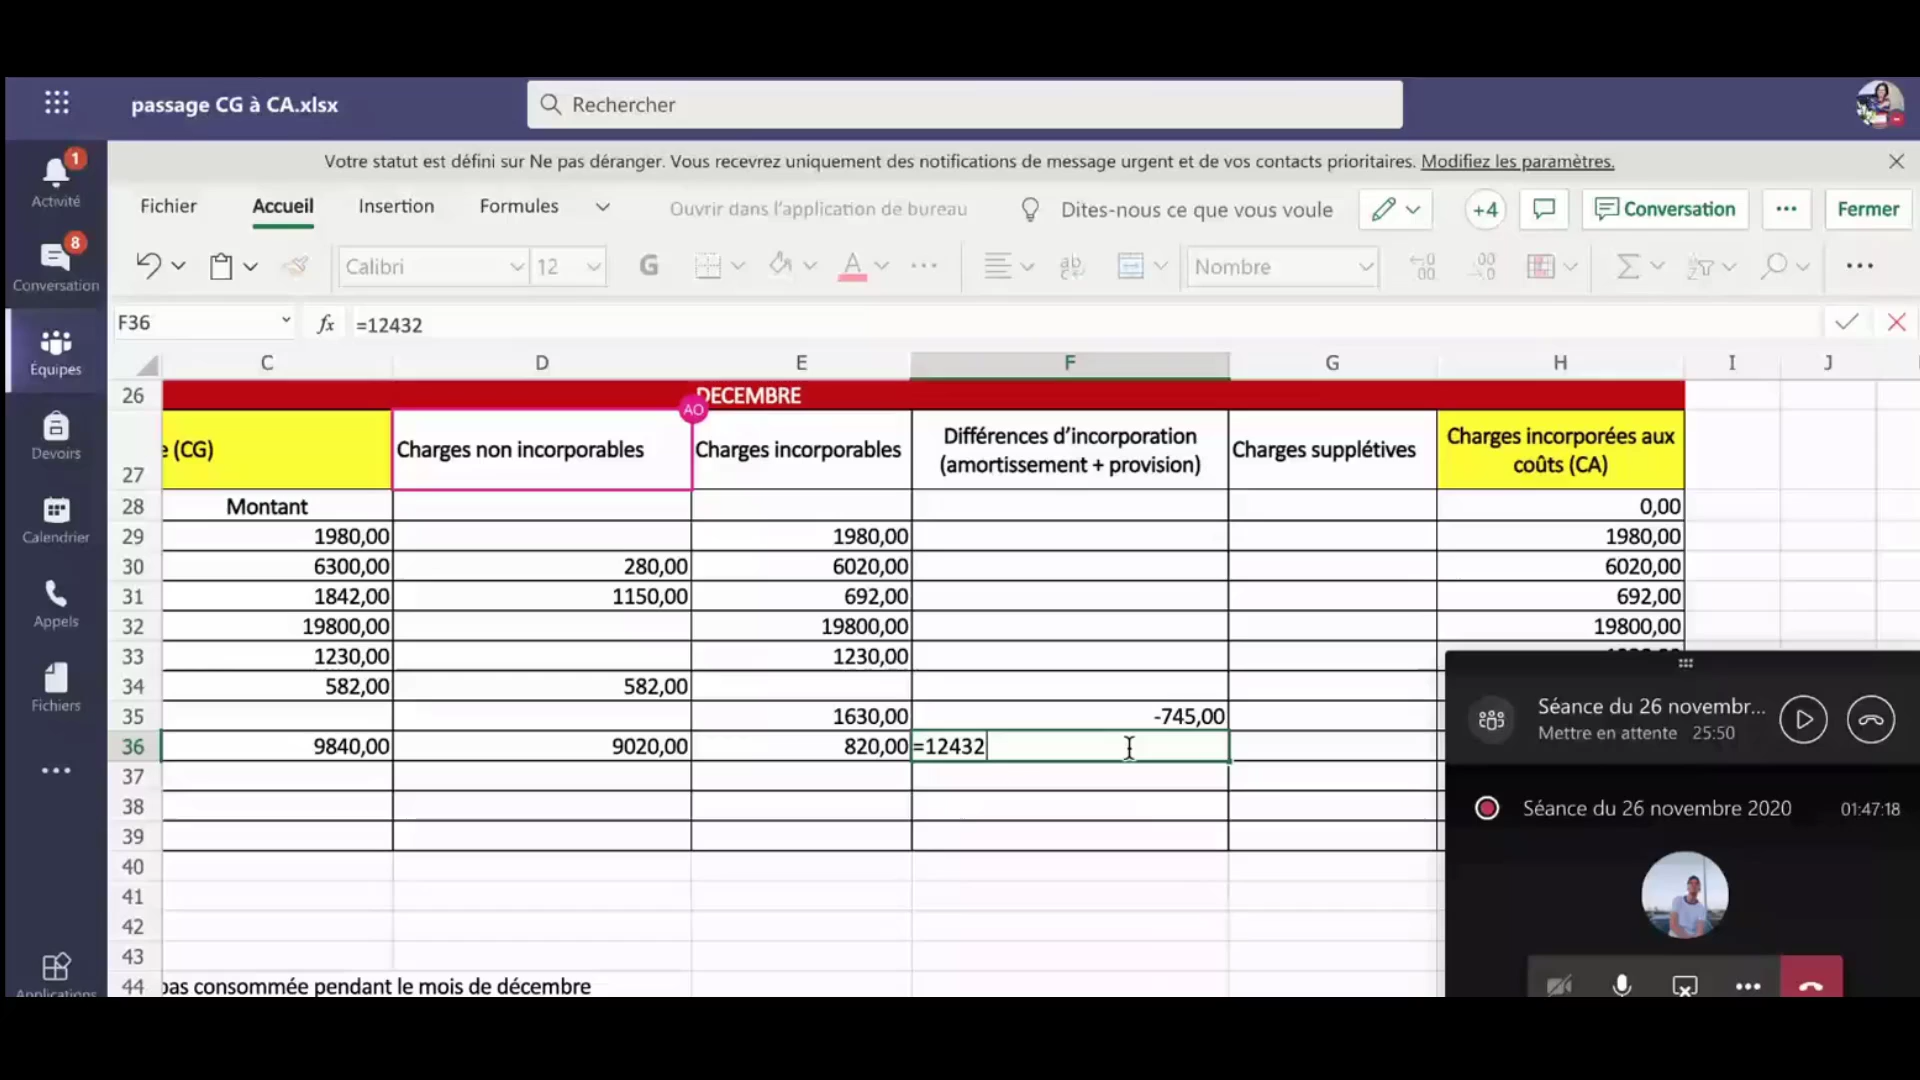 passage CG à CA.xlsx
Rechercher
Votre statut est défini sur Ne pas déranger. Vous recevrez uniquement des notifications de message urgent et de vos contacts prioritaires. Modifiez les paramètres.
1
Activité
8
Conversation
Équipes
Devoirs
Calendrier
Appels
Fichiers
Applications
Fichier Accueil Insertion Formules Ouvrir dans l'application de bureau Dites-nous ce que vous voule +4 Conversation Fermer
Calibri 12 G A ab Nombre
F36 fx =12432
C D E F G H I J
26 DECEMBRE
AO
27 e (CG) Charges non incorporables Charges incorporables Différences d'incorporation (amortissement + provision) Charges supplétives Charges incorporées aux coûts (CA)
28 Montant 0,00
29 1980,00 1980,00 1980,00
30 6300,00 280,00 6020,00 6020,00
31 1842,00 1150,00 692,00 692,00
32 19800,00 19800,00 19800,00
33 1230,00 1230,00
34 582,00 582,00
35 1630,00 -745,00
36 9840,00 9020,00 820,00 =12432
37
38
39
40
41
42
43
44 pas consommée pendant le mois de décembre
Séance du 26 novembr...
Mettre en attente 25:50
Séance du 26 novembre 2020 01:47:18